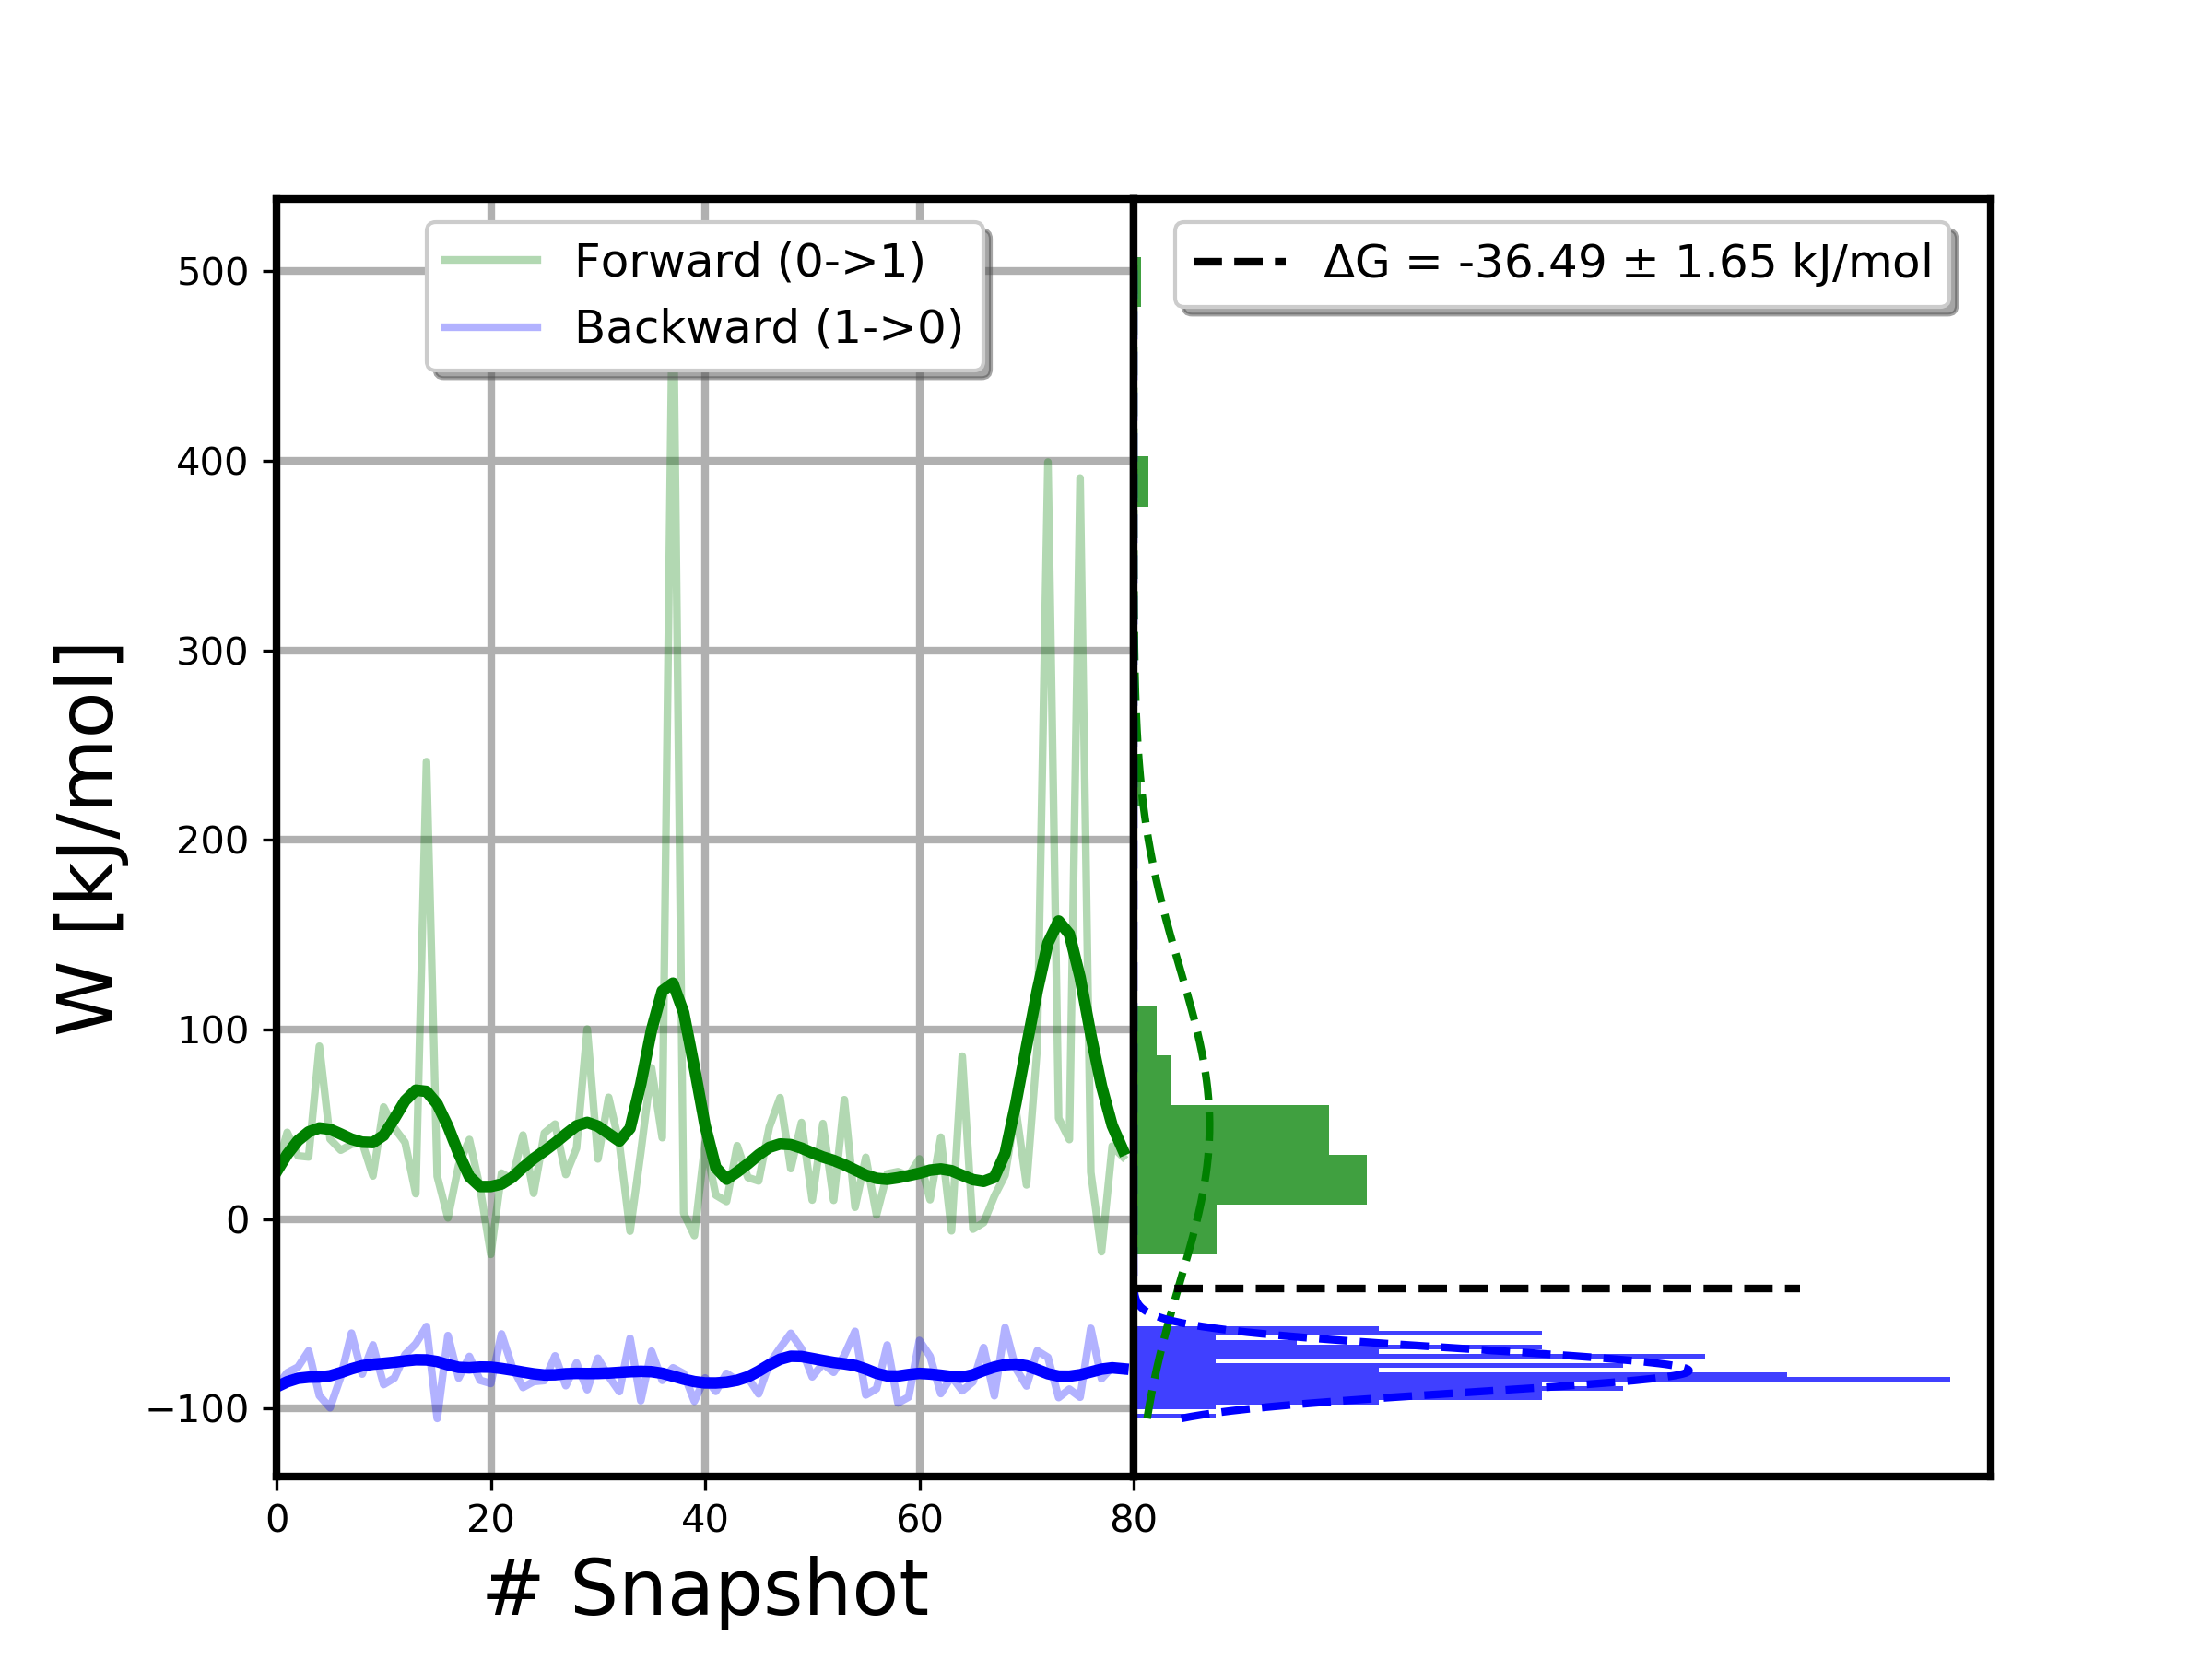 Forward (0->1)
Backward (1->0)
ΔG = -36.49 ± 1.65 kJ/mol
W [kJ/mol]
500
400
300
200
100
0
−100
0 20 40 60 80
# Snapshot